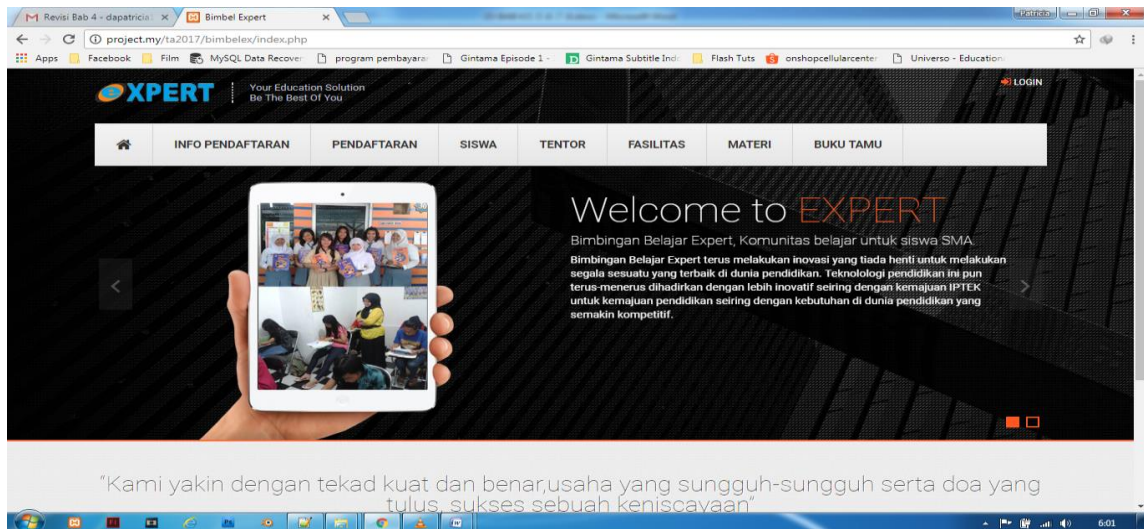 Revisi Bab 4 - dapatricia
Bimbel Expert
Patricia
project.my/ta2017/bimbelex/index.php
Apps Facebook Film MySQL Data Recover program pembayaran Gintama Episode 1 - Gintama Subtitle Indo Flash Tuts onshopcellularcenter Universo - Education
eXPERT
Your Education Solution
Be The Best Of You
LOGIN
INFO PENDAFTARAN PENDAFTARAN SISWA TENTOR FASILITAS MATERI BUKU TAMU
Welcome to EXPERT
Bimbingan Belajar Expert, Komunitas belajar untuk siswa SMA.
Bimbingan Belajar Expert terus melakukan inovasi yang tiada henti untuk melakukan
segala sesuatu yang terbaik di dunia pendidikan. Teknolologi pendidikan ini pun
terus-menerus dihadirkan dengan lebih inovatif seiring dengan kemajuan IPTEK
untuk kemajuan pendidikan seiring dengan kebutuhan di dunia pendidikan yang
semakin kompetitif.
"Kami yakin dengan tekad kuat dan benar,usaha yang sungguh-sungguh serta doa yang
tulus, sukses sebuah keniscayaan"
6:01